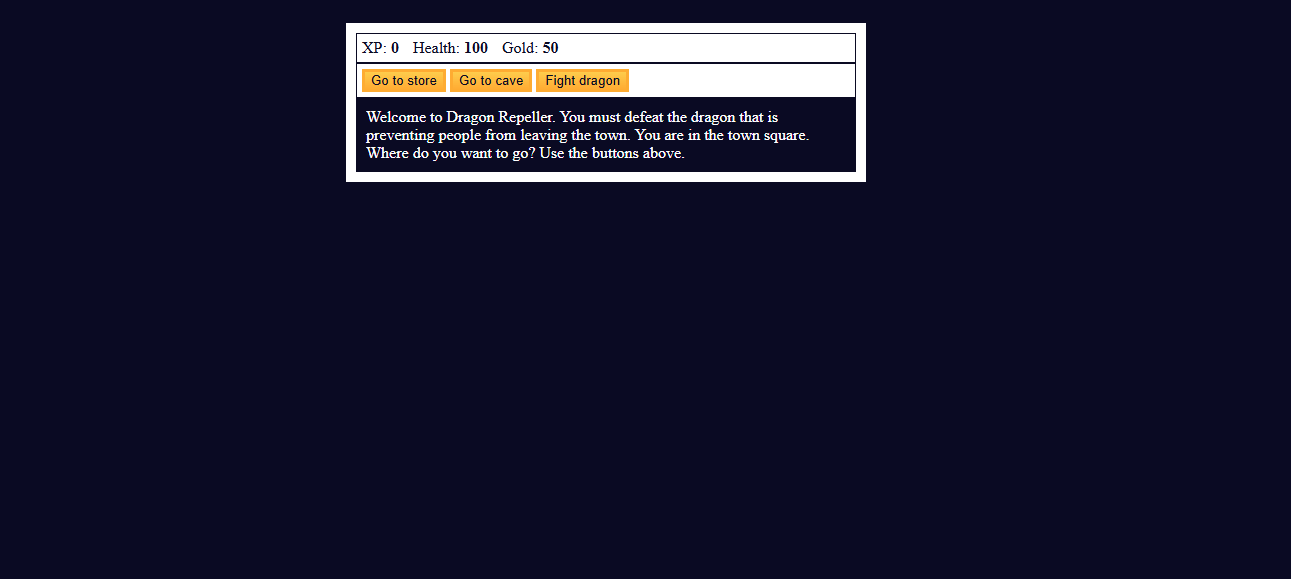 XP: 0 Health: 100 Gold: 50
Go to store Go to cave Fight dragon
Welcome to Dragon Repeller. You must defeat the dragon that is
preventing people from leaving the town. You are in the town square.
Where do you want to go? Use the buttons above.